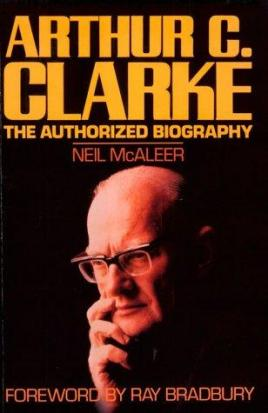 ARTHUR C.
CLARKE
THE AUTHORIZED BIOGRAPHY
NEIL McALEER
FOREWORD BY RAY BRADBURY